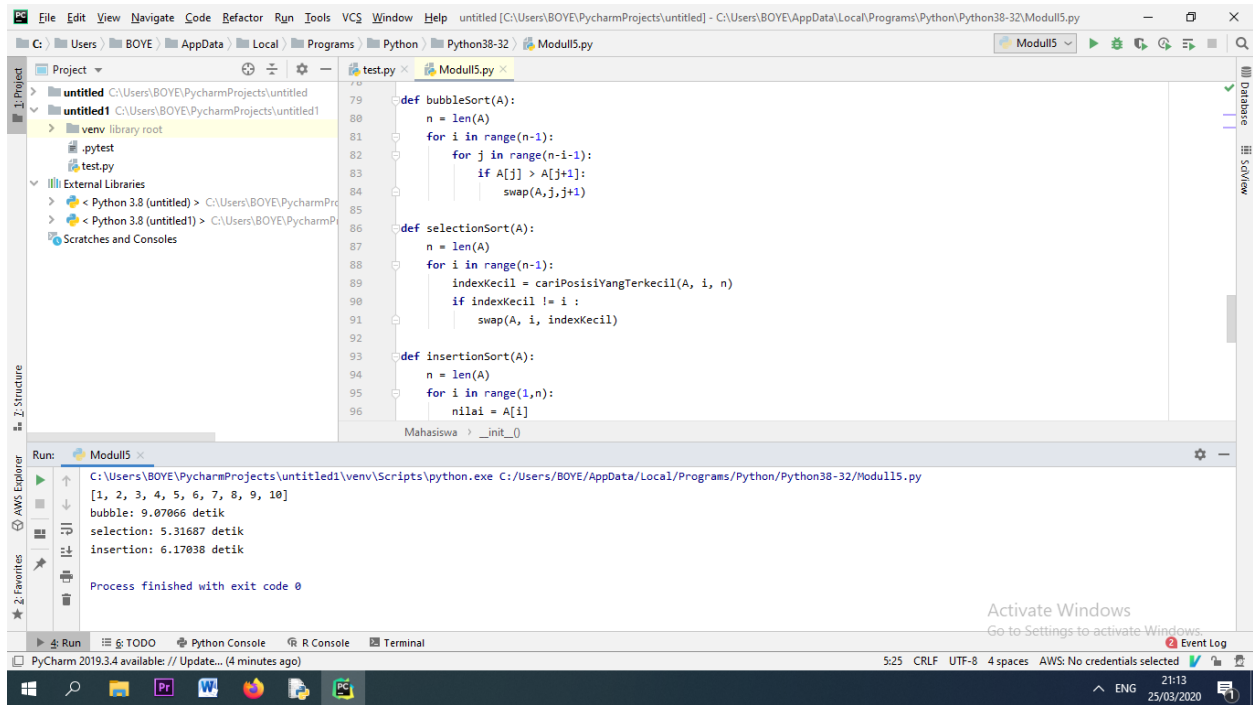 File Edit View Navigate Code Refactor Run Tools VCS Window Help untitled [C:\Users\BOYE\PycharmProjects\untitled] - C:\Users\BOYE\AppData\Local\Programs\Python\Python38-32\Modull5.py
C: Users BOYE AppData Local Programs Python Python38-32 Modull5.py Modull5
1: Project
Project
test.py Modull5.py
untitled C:\Users\BOYE\PycharmProjects\untitled
untitled1 C:\Users\BOYE\PycharmProjects\untitled1
venv library root
.pytest
test.py
External Libraries
< Python 3.8 (untitled) > C:\Users\BOYE\PycharmPro
< Python 3.8 (untitled1) > C:\Users\BOYE\PycharmP
Scratches and Consoles
79 def bubbleSort(A):
80 n = len(A)
81 for i in range(n-1):
82 for j in range(n-i-1):
83 if A[j] > A[j+1]:
84 swap(A,j,j+1)
85
86 def selectionSort(A):
87 n = len(A)
88 for i in range(n-1):
89 indexKecil = cariPosisiYangTerkecil(A, i, n)
90 if indexKecil != i :
91 swap(A, i, indexKecil)
92
93 def insertionSort(A):
94 n = len(A)
95 for i in range(1,n):
96 nilai = A[i]
Mahasiswa > __init__()
Database
SciView
Z: Structure
AWS Explorer
2: Favorites
Run: Modull5
C:\Users\BOYE\PycharmProjects\untitled1\venv\Scripts\python.exe C:/Users/BOYE/AppData/Local/Programs/Python/Python38-32/Modull5.py
[1, 2, 3, 4, 5, 6, 7, 8, 9, 10]
bubble: 9.07066 detik
selection: 5.31687 detik
insertion: 6.17038 detik
Process finished with exit code 0
Activate Windows
Go to Settings to activate Windows.
4: Run 6: TODO Python Console R Console Terminal 2 Event Log
PyCharm 2019.3.4 available: // Update... (4 minutes ago) 5:25 CRLF UTF-8 4 spaces AWS: No credentials selected
ENG
21:13
25/03/2020
1